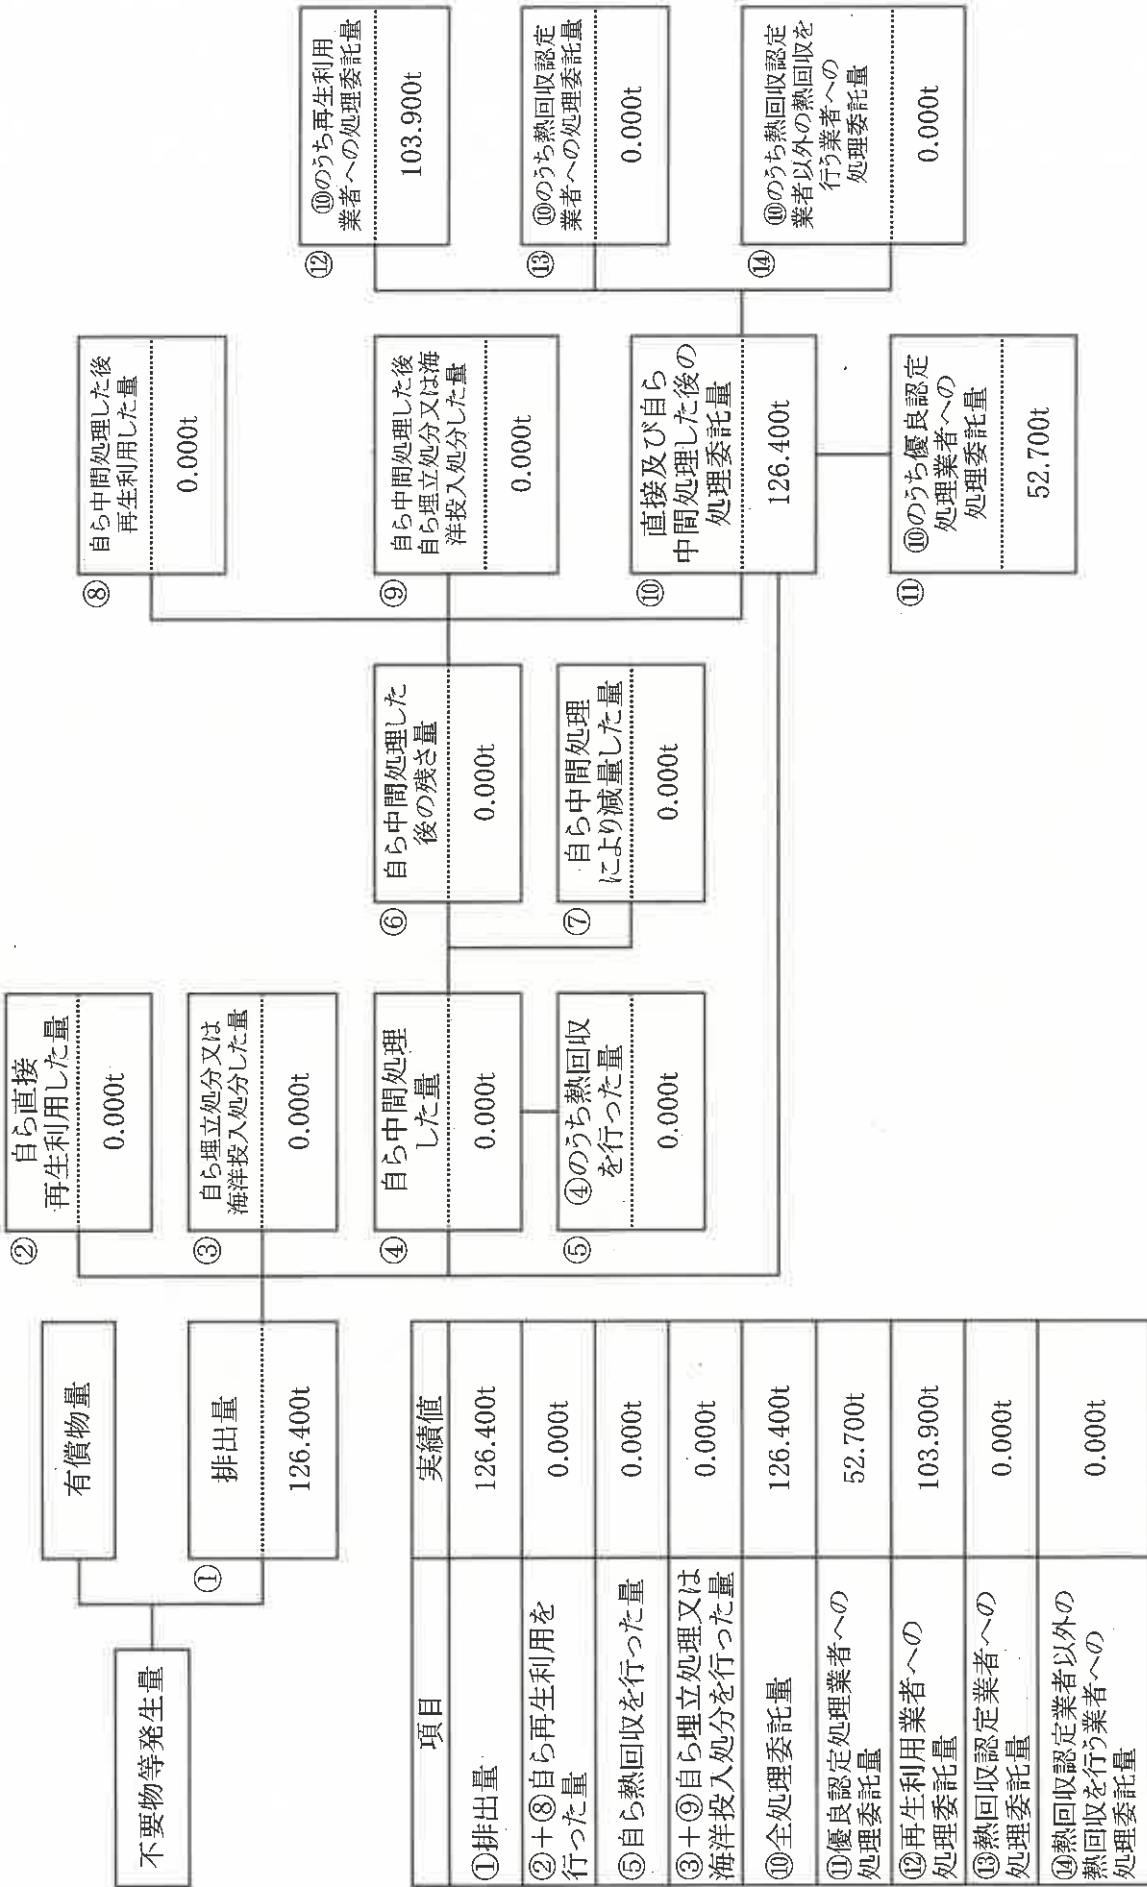 不要物等発生量
有償物量
①
排出量
126.400t
②
自ら直接
再生利用した量
0.000t
③
自ら埋立処分又は
海洋投入処分した量
0.000t
④
自ら中間処理
した量
0.000t
⑤
④のうち熱回収
を行った量
0.000t
⑥
自ら中間処理した
後の残さ量
0.000t
⑦
自ら中間処理
により減量した量
0.000t
⑧
自ら中間処理した後
再生利用した量
0.000t
⑨
自ら中間処理した後
自ら埋立処分又は海
洋投入処分した量
0.000t
⑩
直接及び自ら
中間処理した後の
処理委託量
126.400t
⑪
⑩のうち優良認定
処理業者への
処理委託量
52.700t
⑫
⑩のうち再生利用
業者への処理委託量
103.900t
⑬
⑩のうち熱回収認定
業者への処理委託量
0.000t
⑭
⑩のうち熱回収認定
業者以外の熱回収を
行う業者への
処理委託量
0.000t
項目 実績値
①排出量 126.400t
②+⑧自ら再生利用を
行った量 0.000t
⑤自ら熱回収を行った量 0.000t
③+⑨自ら埋立処理又は
海洋投入処分を行った量 0.000t
⑩全処理委託量 126.400t
⑪優良認定処理業者への
処理委託量 52.700t
⑫再生利用業者への
処理委託量 103.900t
⑬熱回収認定業者への
処理委託量 0.000t
⑭熱回収認定業者以外の
熱回収を行う業者への
処理委託量 0.000t